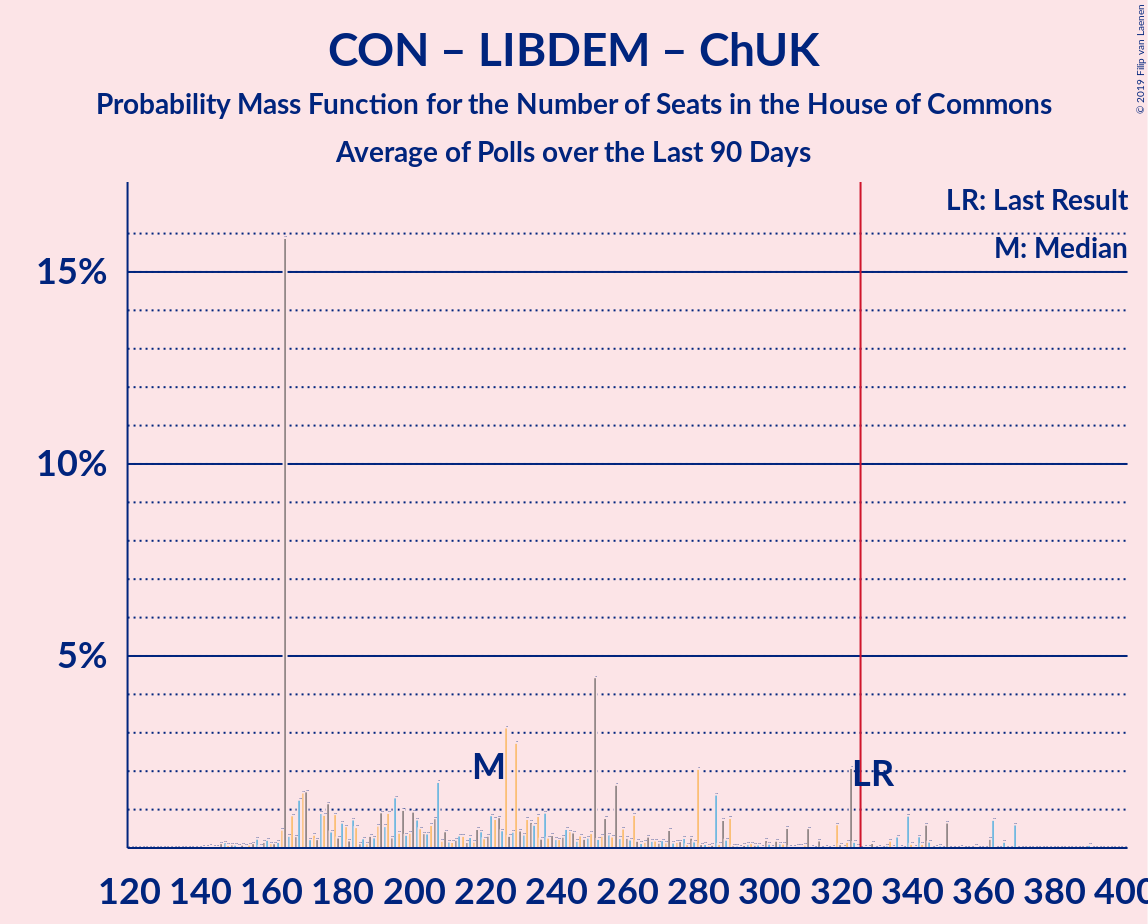 CON – LIBDEM – ChUK
Probability Mass Function for the Number of Seats in the House of Commons
Average of Polls over the Last 90 Days
© 2019 Filip van Laenen
LR: Last Result
M: Median
15%
10%
5%
M
LR
120 140 160 180 200 220 240 260 280 300 320 340 360 380 400